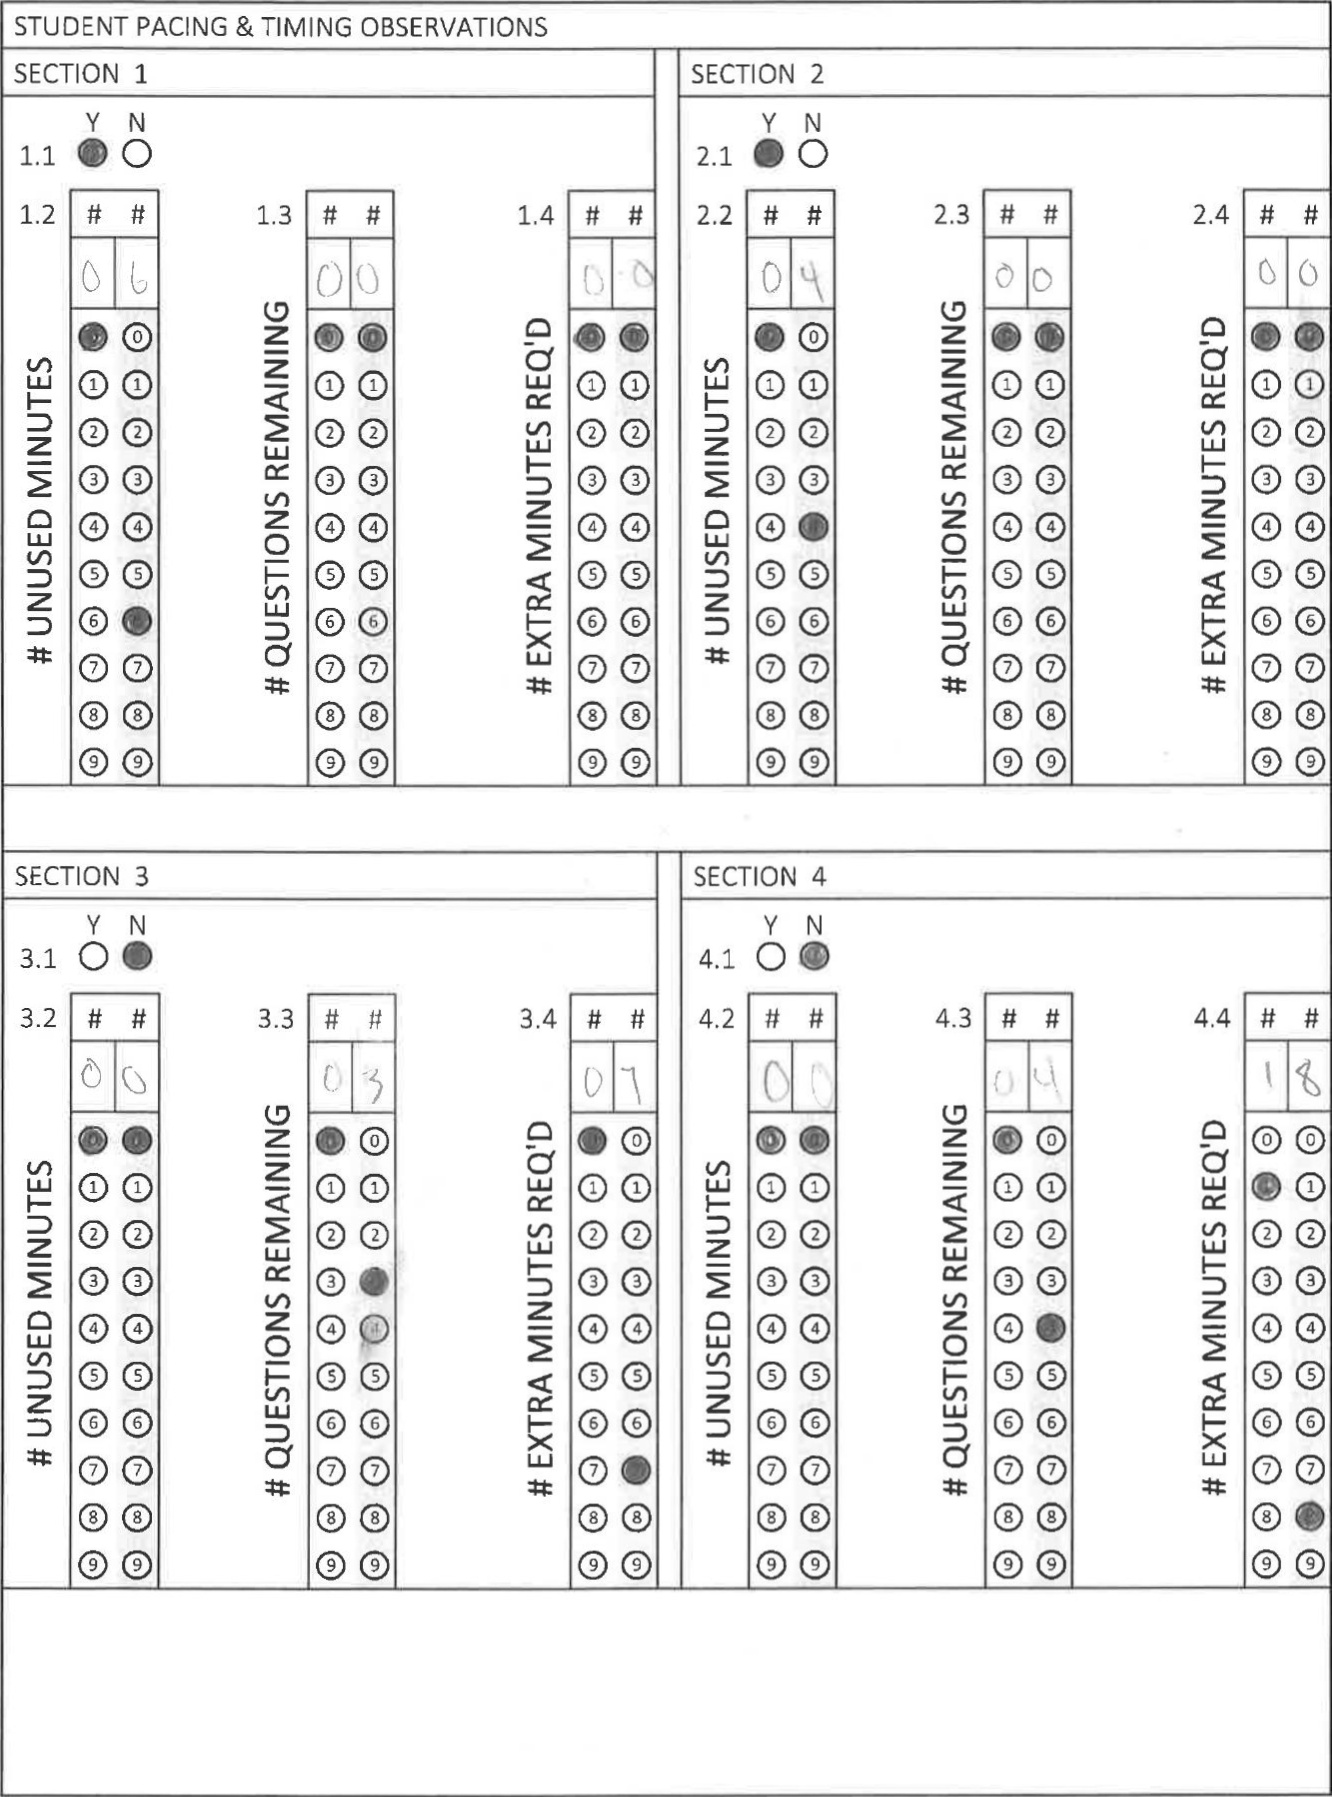 STUDENT PACING & TIMING OBSERVATIONS
SECTION 1
Y N
1.1
1.2 # # 1.3 # # 1.4 # #
0 6 0 0 0 0
# UNUSED MINUTES
# QUESTIONS REMAINING
# EXTRA MINUTES REQ'D
0
1 1 1 1 1 1
2 2 2 2 2 2
3 3 3 3 3 3
4 4 4 4 4 4
5 5 5 5 5 5
6 6 6 6 6
7 7 7 7 7 7
8 8 8 8 8 8
9 9 9 9 9 9
SECTION 2
Y N
2.1
2.2 # # 2.3 # # 2.4 # #
0 4 0 0 0 0
# UNUSED MINUTES
# QUESTIONS REMAINING
# EXTRA MINUTES REQ'D
0
1 1 1 1 1 1
2 2 2 2 2 2
3 3 3 3 3 3
4 4 4 4 4
5 5 5 5 5 5
6 6 6 6 6 6
7 7 7 7 7 7
8 8 8 8 8 8
9 9 9 9 9 9
SECTION 3
Y N
3.1
3.2 # # 3.3 # # 3.4 # #
0 0 0 3 0 7
# UNUSED MINUTES
# QUESTIONS REMAINING
# EXTRA MINUTES REQ'D
0 0
1 1 1 1 1 1
2 2 2 2 2 2
3 3 3 3 3
4 4 4 4 4 4
5 5 5 5 5 5
6 6 6 6 6 6
7 7 7 7 7
8 8 8 8 8 8
9 9 9 9 9 9
SECTION 4
Y N
4.1
4.2 # # 4.3 # # 4.4 # #
0 0 0 4 1 8
# UNUSED MINUTES
# QUESTIONS REMAINING
# EXTRA MINUTES REQ'D
0 0 0
1 1 1 1 1
2 2 2 2 2 2
3 3 3 3 3 3
4 4 4 4 4
5 5 5 5 5 5
6 6 6 6 6 6
7 7 7 7 7 7
8 8 8 8 8
9 9 9 9 9 9